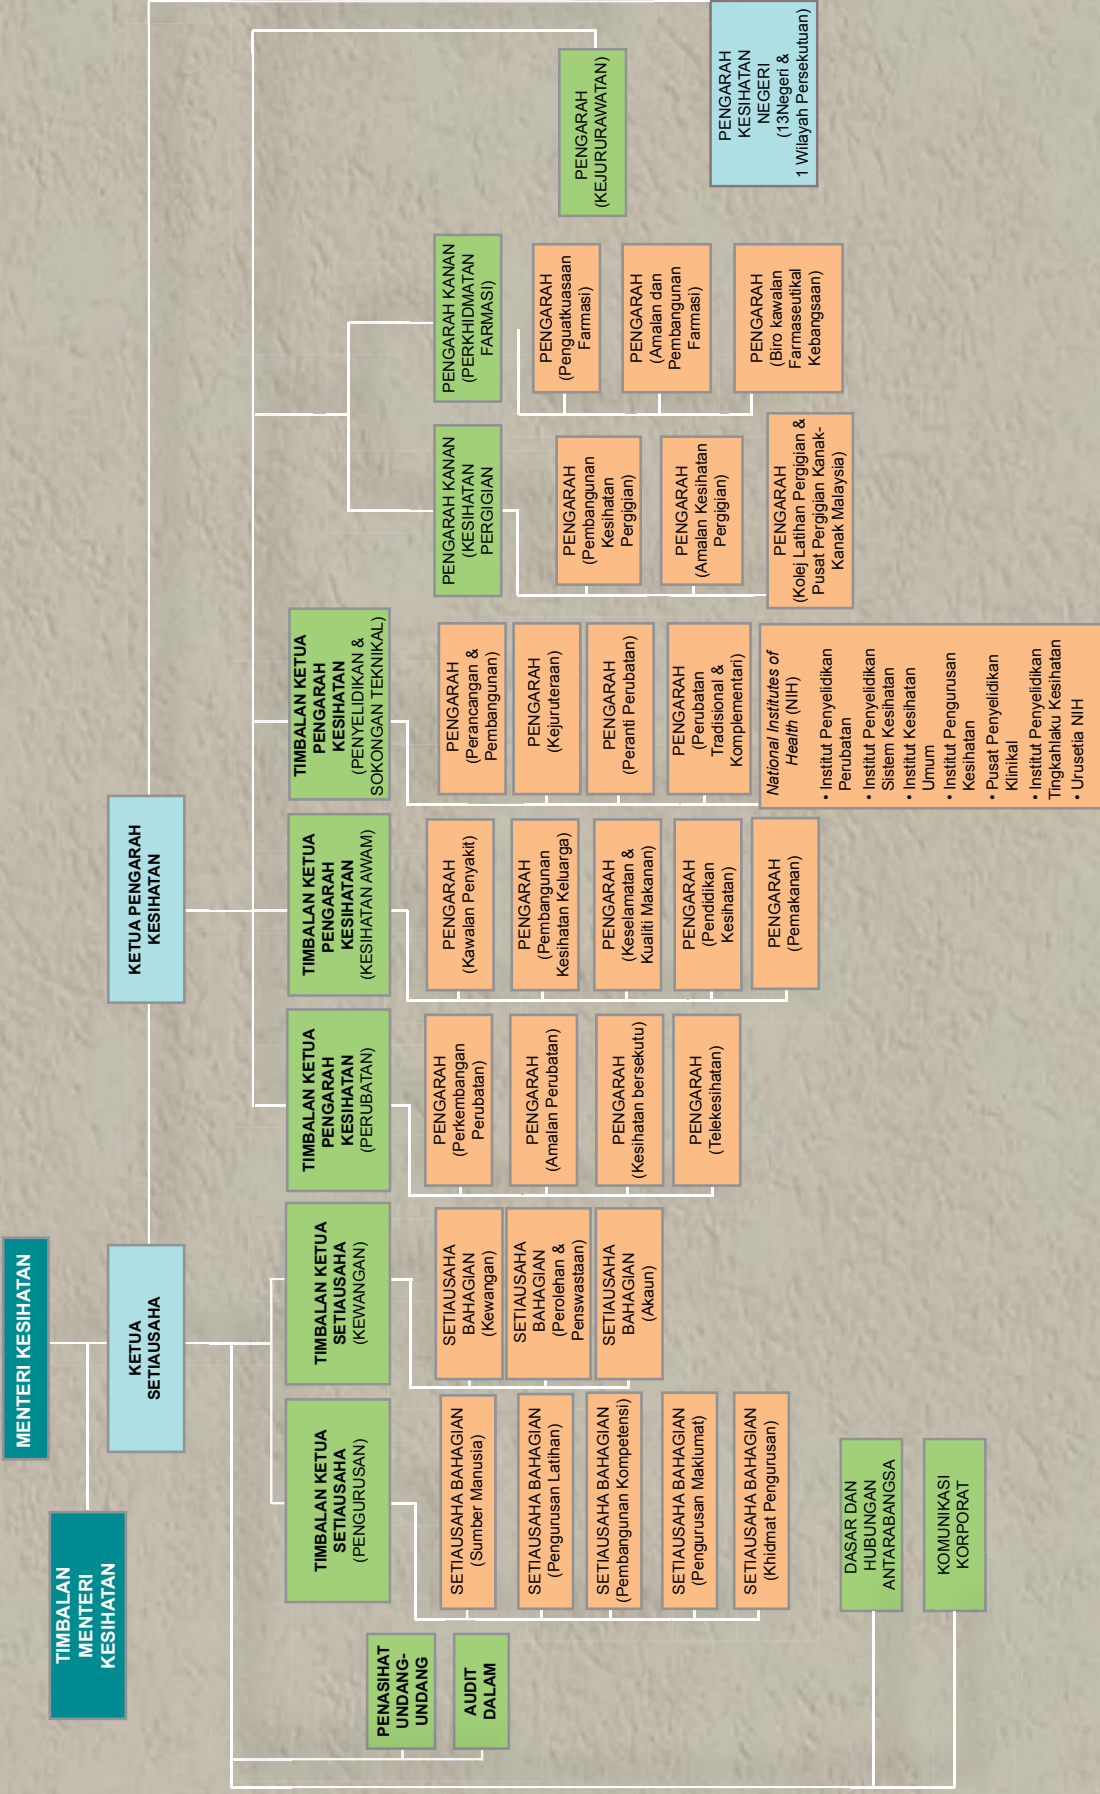 MENTERI KESIHATAN
TIMBALAN
MENTERI
KESIHATAN
KETUA
SETIAUSAHA
KETUA PENGARAH
KESIHATAN
TIMBALAN KETUA
SETIAUSAHA
(PENGURUSAN)
TIMBALAN KETUA
SETIAUSAHA
(KEWANGAN)
TIMBALAN KETUA
PENGARAH
KESIHATAN
(PERUBATAN)
TIMBALAN KETUA
PENGARAH
KESIHATAN
(KESIHATAN AWAM)
TIMBALAN KETUA
PENGARAH
KESIHATAN
(PENYELIDIKAN &
SOKONGAN TEKNIKAL)
PENGARAH KANAN
(KESIHATAN
PERGIGIAN
PENGARAH KANAN
(PERKHIDMATAN
FARMASI)
PENGARAH
(KEJURURAWATAN)
PENGARAH
KESIHATAN
NEGERI
(13Negeri &
1 Wilayah Persekutuan)
PENASIHAT
UNDANG-
UNDANG
AUDIT
DALAM
SETIAUSAHA BAHAGIAN
(Sumber Manusia)
SETIAUSAHA BAHAGIAN
(Pengurusan Latihan)
SETIAUSAHA BAHAGIAN
(Pembangunan Kompetensi)
SETIAUSAHA BAHAGIAN
(Pengurusan Maklumat)
SETIAUSAHA BAHAGIAN
(Khidmat Pengurusan)
SETIAUSAHA
BAHAGIAN
(Kewangan)
SETIAUSAHA
BAHAGIAN
(Perolehan &
Penswastaan)
SETIAUSAHA
BAHAGIAN
(Akaun)
PENGARAH
(Perkembangan
Perubatan)
PENGARAH
(Amalan Perubatan)
PENGARAH
(Kesihatan bersekutu)
PENGARAH
(Telekesihatan)
PENGARAH
(Kawalan Penyakit)
PENGARAH
(Pembangunan
Kesihatan Keluarga)
PENGARAH
(Keselamatan &
Kualiti Makanan)
PENGARAH
(Pendidikan
Kesihatan)
PENGARAH
(Pemakanan)
PENGARAH
(Perancangan &
Pembangunan)
PENGARAH
(Kejuruteraan)
PENGARAH
(Peranti Perubatan)
PENGARAH
(Perubatan
Tradisional &
Komplementari)
National Institutes of
Health (NIH)
• Institut Penyelidikan
Perubatan
• Institut Penyelidikan
Sistem Kesihatan
• Institut Kesihatan
Umum
• Institut Pengurusan
Kesihatan
• Pusat Penyelidikan
Klinikal
• Institut Penyelidikan
Tingkahlaku Kesihatan
• Urusetia NIH
PENGARAH
(Pembangunan
Kesihatan
Pergigian)
PENGARAH
(Amalan Kesihatan
Pergigian)
PENGARAH
(Kolej Latihan Pergigian &
Pusat Pergigian Kanak-
Kanak Malaysia)
PENGARAH
(Penguatkuasaan
Farmasi)
PENGARAH
(Amalan dan
Pembangunan
Farmasi)
PENGARAH
(Biro kawalan
Farmaseutikal
Kebangsaan)
DASAR DAN
HUBUNGAN
ANTARABANGSA
KOMUNIKASI
KORPORAT